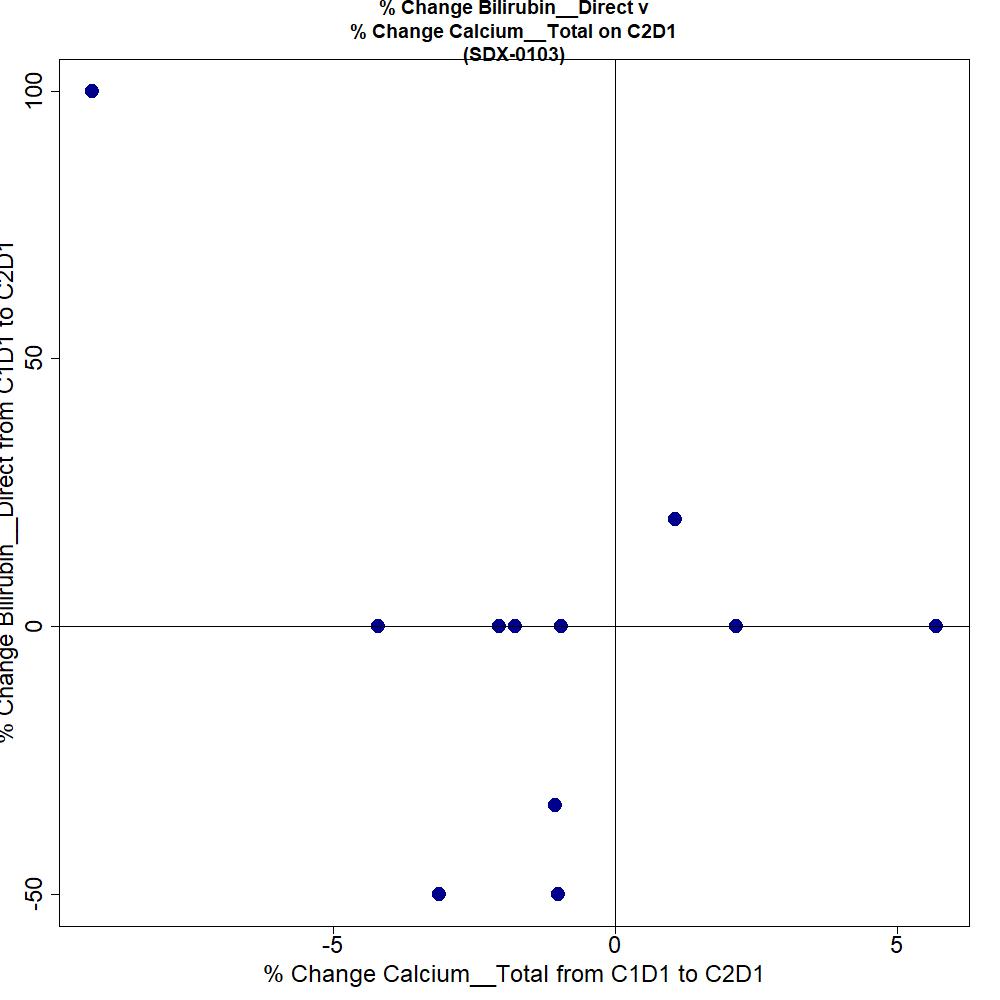 % Change Bilirubin__Direct v
% Change Calcium__Total on C2D1
(SDX-0103)
% Change Bilirubin__Direct from C1D1 to C2D1
100
50
0
-50
-5
0
5
% Change Calcium__Total from C1D1 to C2D1